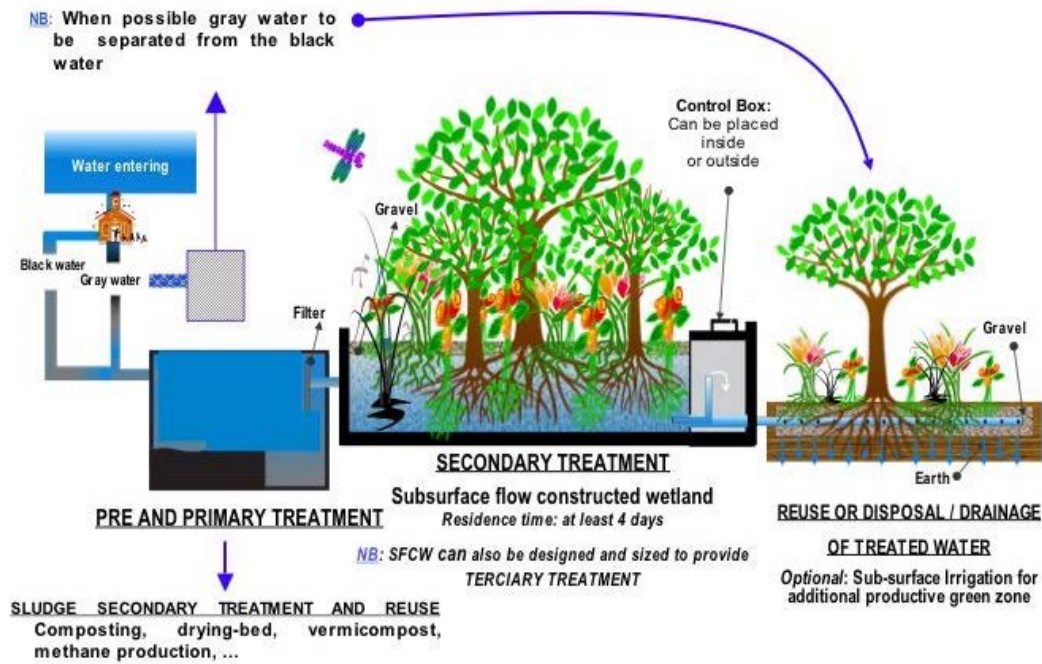 NB: When possible gray water to
be separated from the black
water
Water entering
Black water
Gray water
Filter
Gravel
Control Box:
Can be placed
inside
or outside
Gravel
Earth
PRE AND PRIMARY TREATMENT
SECONDARY TREATMENT
Subsurface flow constructed wetland
Residence time: at least 4 days
NB: SFCW can also be designed and sized to provide
TERCIARY TREATMENT
REUSE OR DISPOSAL / DRAINAGE
OF TREATED WATER
Optional: Sub-surface Irrigation for
additional productive green zone
SLUDGE SECONDARY TREATMENT AND REUSE
Composting, drying-bed, vermicompost,
methane production, ...